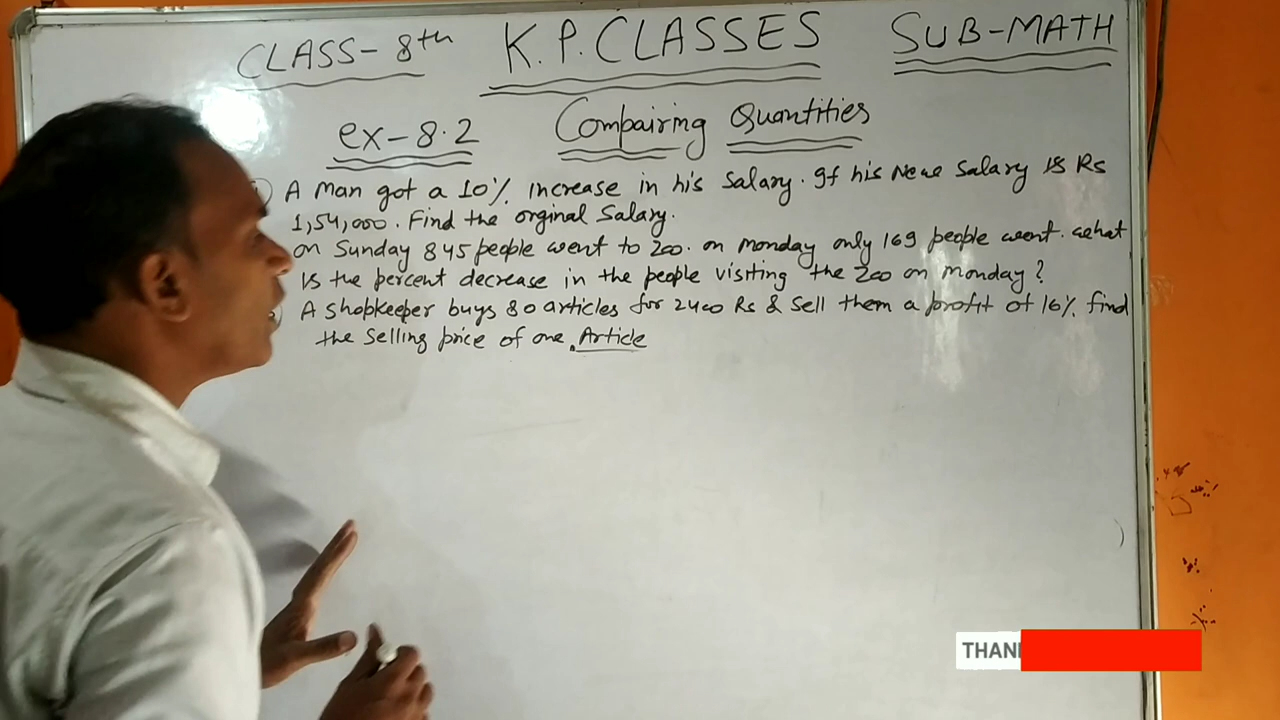 CLASS-8th K.P.CLASSES SUB-MATH
ex-8.2 Compairing Quantities
A man got a 10% increase in his salary. If his New salary is Rs
1,54,000. Find the orginal Salary.
on Sunday 845 people went to zoo. on monday only 169 people went. what
Is the percent decrease in the people visiting the zoo on monday?
A shopkeeper buys 80 articles for 2400 Rs & sell them a profit of 16%. find
the selling price of one Article
THAN